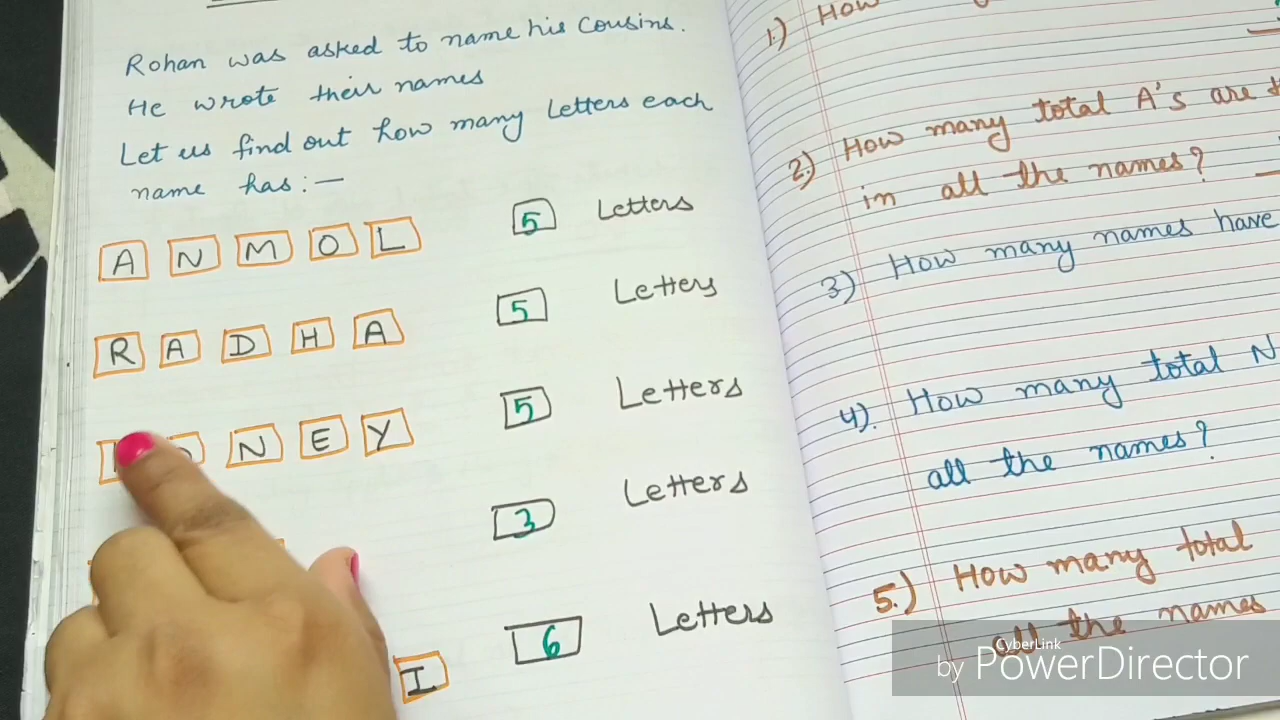 Rohan was asked to name his cousins.
He wrote their names
Let us find out how many letters each
name has:—
A N M O L 5 Letters
R A D H A 5 Letters
N E Y 5 Letters
3 Letters
I 6 Letters
1.) How
2.) How many total A's are
in all the names?
3) How many names have
4). How many total N
all the names?
5.) How many total
all the names
CyberLink
by PowerDirector